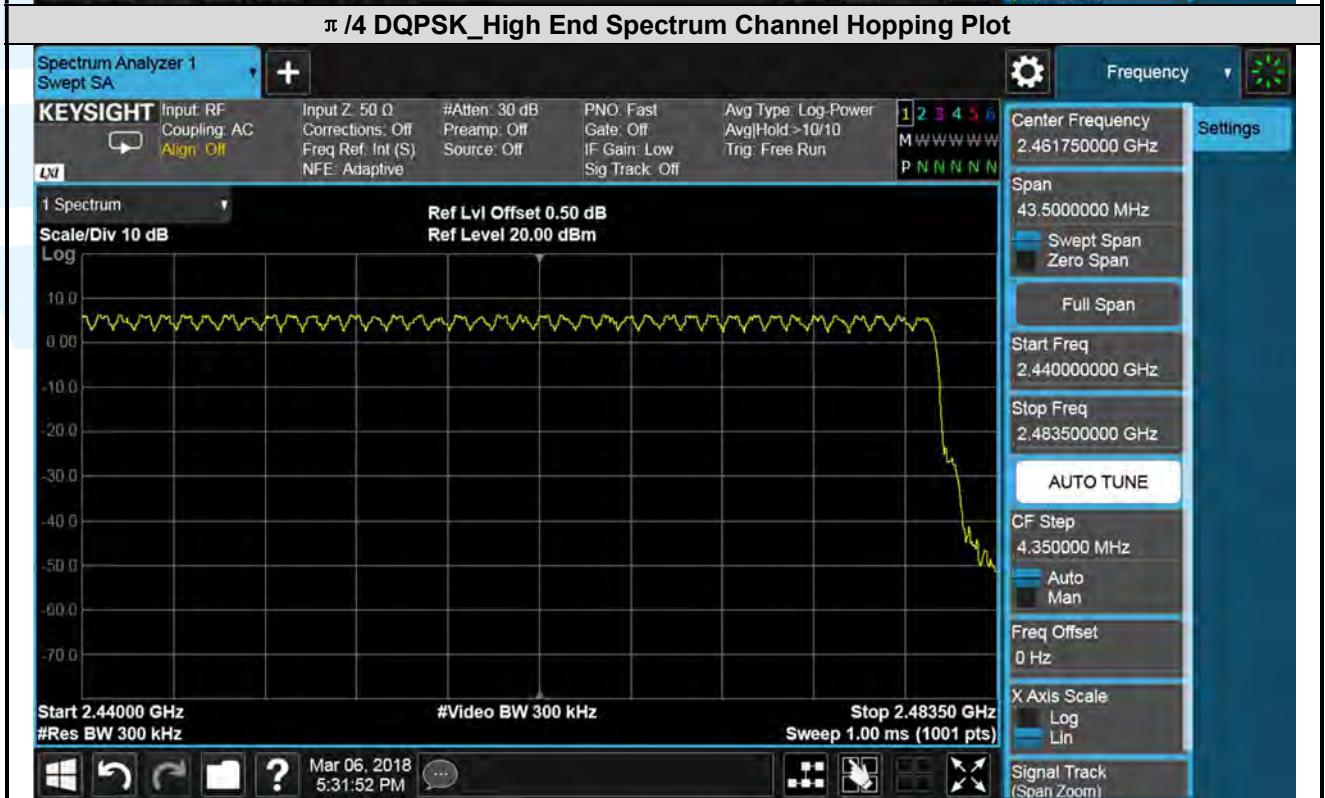 π/4 DQPSK_High End Spectrum Channel Hopping Plot
Spectrum Analyzer 1
Swept SA
Frequency
KEYSIGHT
Input: RF
Coupling: AC
Align: Off
Input Z: 50 Ω
Corrections: Off
Freq Ref: Int (S)
NFE: Adaptive
#Atten: 30 dB
Preamp: Off
Source: Off
PNO: Fast
Gate: Off
IF Gain: Low
Sig Track: Off
Avg Type: Log-Power
Avg|Hold:>10/10
Trig: Free Run
1 2 3 4 5 6
M W W W W W
P N N N N N
LXI
1 Spectrum
Scale/Div 10 dB
Ref Lvl Offset 0.50 dB
Ref Level 20.00 dBm
Log
10.0
0.00
-10.0
-20.0
-30.0
-40.0
-50.0
-60.0
-70.0
Start 2.44000 GHz
#Video BW 300 kHz
Stop 2.48350 GHz
#Res BW 300 kHz
Sweep 1.00 ms (1001 pts)
Mar 06, 2018
5:31:52 PM
Center Frequency
2.461750000 GHz
Settings
Span
43.5000000 MHz
Swept Span
Zero Span
Full Span
Start Freq
2.440000000 GHz
Stop Freq
2.483500000 GHz
AUTO TUNE
CF Step
4.350000 MHz
Auto
Man
Freq Offset
0 Hz
X Axis Scale
Log
Lin
Signal Track
(Span Zoom)